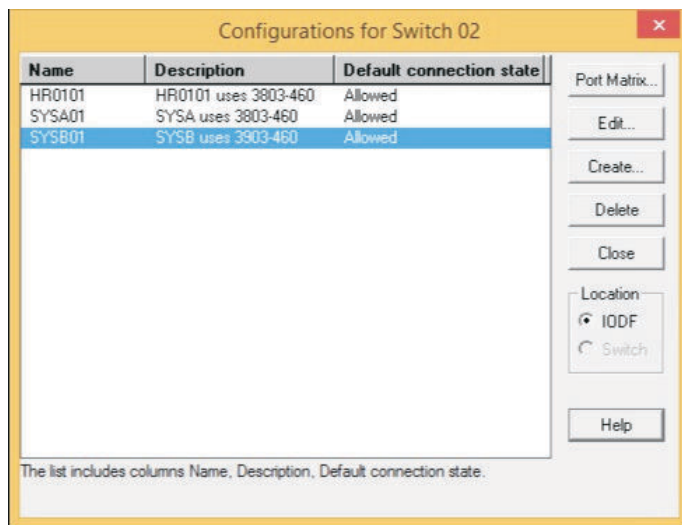 Configurations for Switch 02
Name Description Default connection state
HR0101 HR0101 uses 3803-460 Allowed
SYSA01 SYSA uses 3803-460 Allowed
SYSB01 SYSB uses 3903-460 Allowed
Port Matrix...
Edit...
Create...
Delete
Close
Location
IODF
Switch
Help
The list includes columns Name, Description, Default connection state.